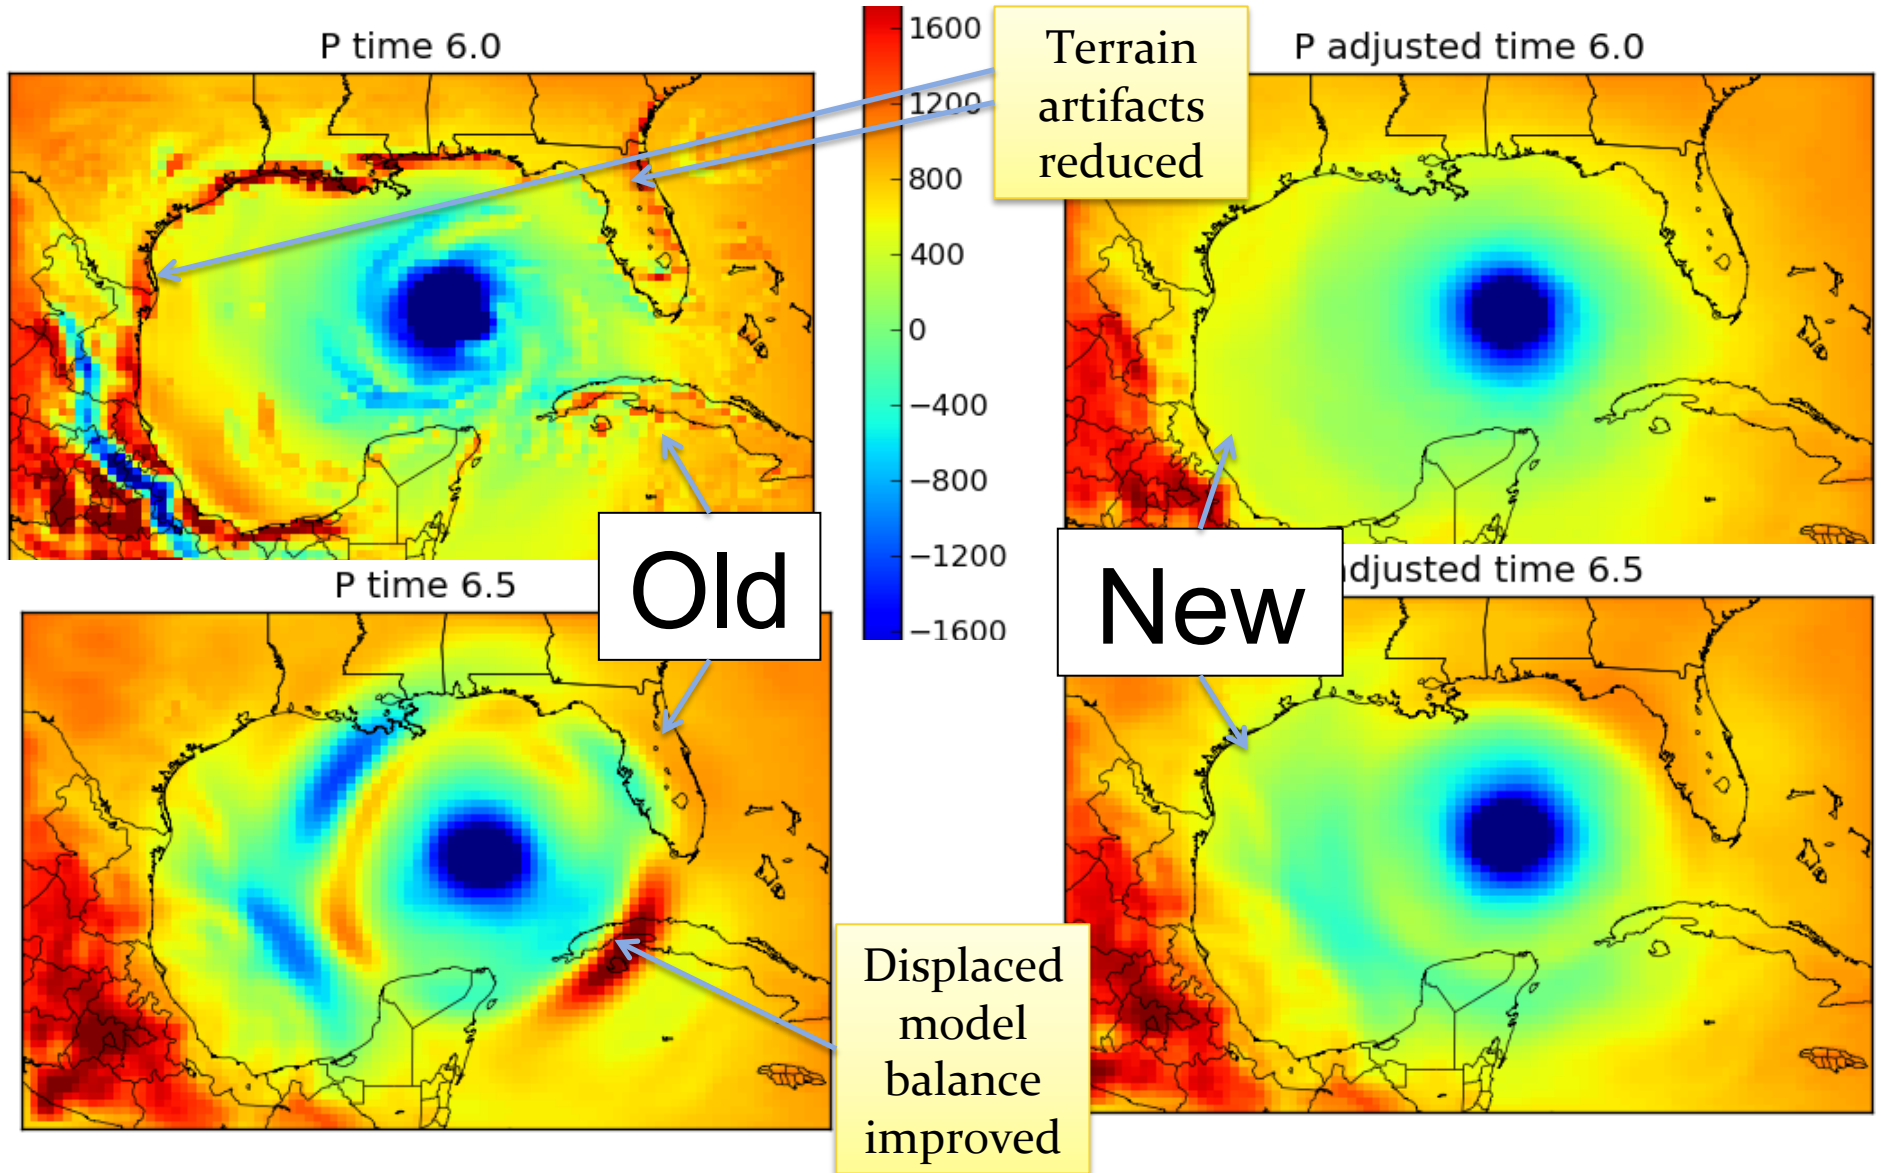 P time 6.0
1600
1200
800
400
0
−400
−800
−1200
−1600
Terrain
artifacts
reduced
P adjusted time 6.0
P time 6.5
Old
New
adjusted time 6.5
Displaced
model
balance
improved